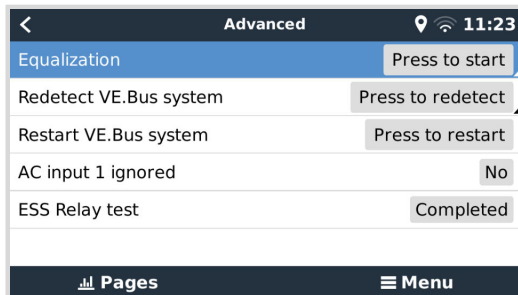 Advanced 11:23
Equalization Press to start
Redetect VE.Bus system Press to redetect
Restart VE.Bus system Press to restart
AC input 1 ignored No
ESS Relay test Completed
Pages Menu